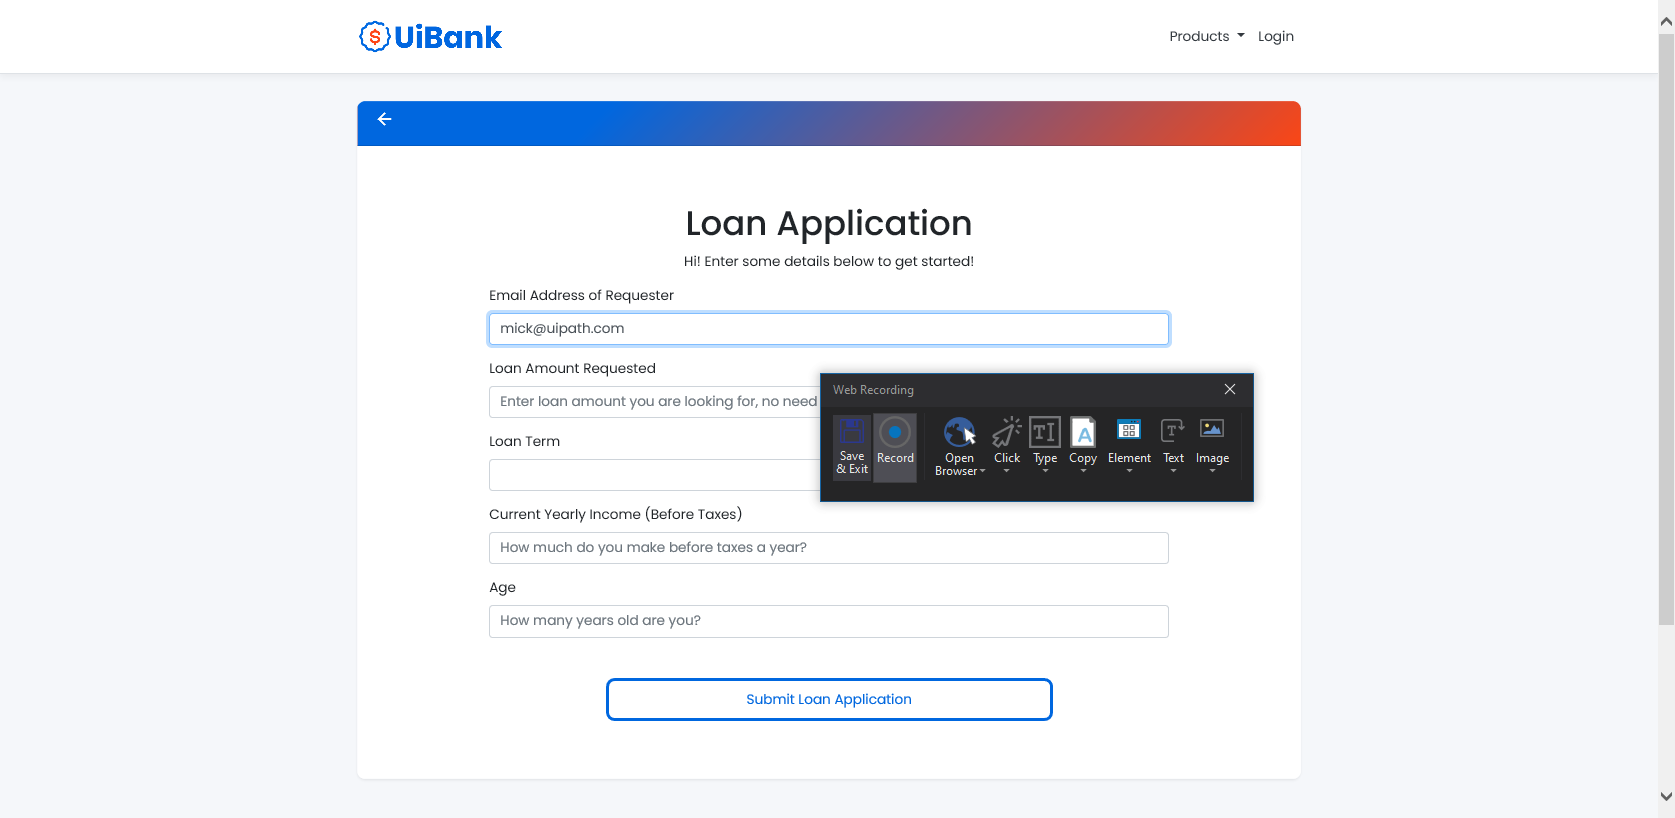 UiBank
Products Login
Loan Application
Hi! Enter some details below to get started!
Email Address of Requester
mick@uipath.com
Loan Amount Requested
Enter loan amount you are looking for, no need
Loan Term
Web Recording
Save & Exit
Record
Open Browser
Click
Type
Copy
Element
Text
Image
Current Yearly Income (Before Taxes)
How much do you make before taxes a year?
Age
How many years old are you?
Submit Loan Application